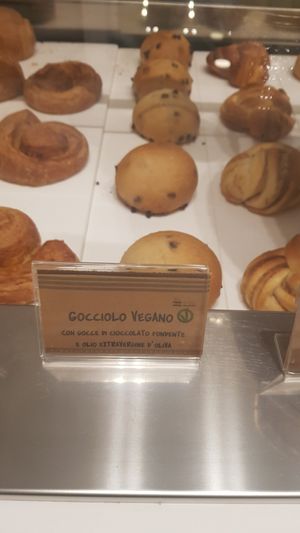 GOCCIOLO VEGANO
CON GOCCE DI CIOCCOLATO FONDENTE
E OLIO EXTRAVERGINE D'OLIVA